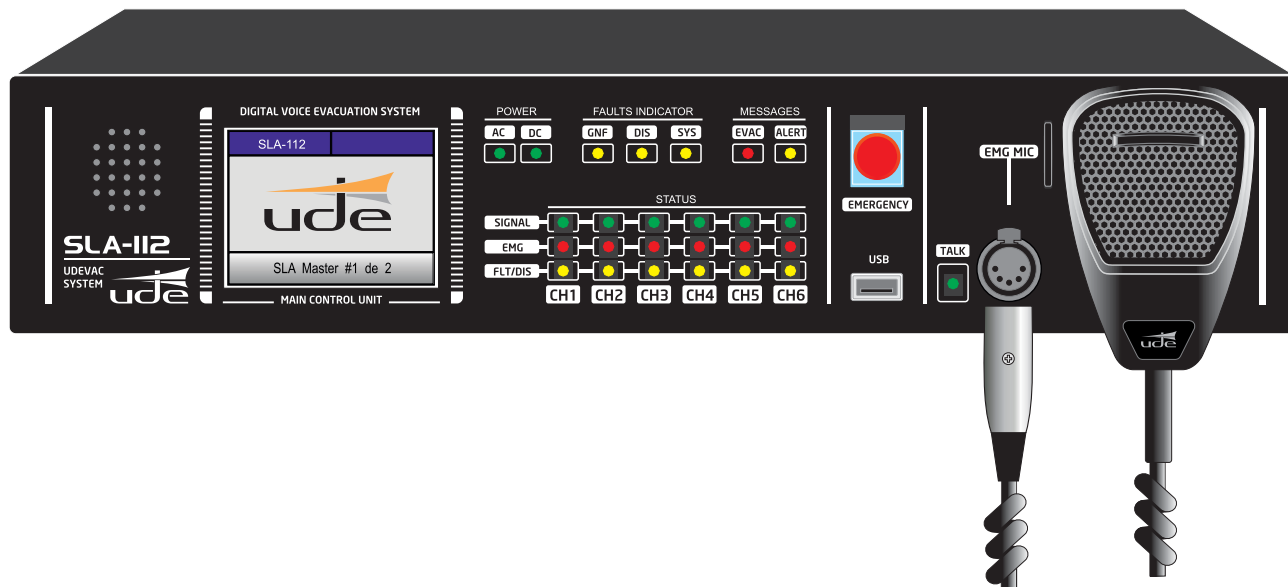 DIGITAL VOICE EVACUATION SYSTEM
SLA-112
ude
SLA Master #1 de 2
MAIN CONTROL UNIT
SLA-112
UDEVAC
SYSTEM
ude
POWER
AC DC
FAULTS INDICATOR
GNF DIS SYS
MESSAGES
EVAC ALERT
STATUS
SIGNAL
EMG
FLT/DIS
CH1 CH2 CH3 CH4 CH5 CH6
EMERGENCY
USB
EMG MIC
TALK
ude